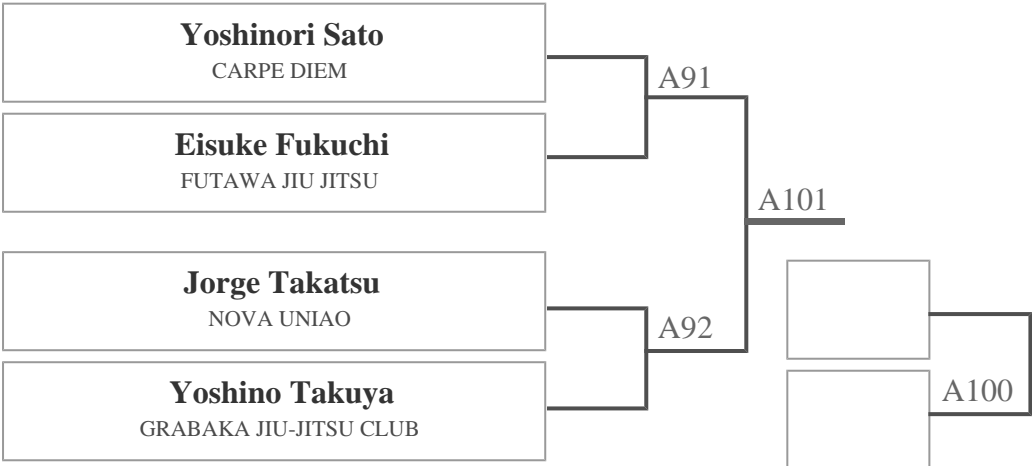 Yoshinori Sato
CARPE DIEM
A91
Eisuke Fukuchi
FUTAWA JIU JITSU
A101
Jorge Takatsu
NOVA UNIAO
A92
Yoshino Takuya
GRABAKA JIU-JITSU CLUB
A100